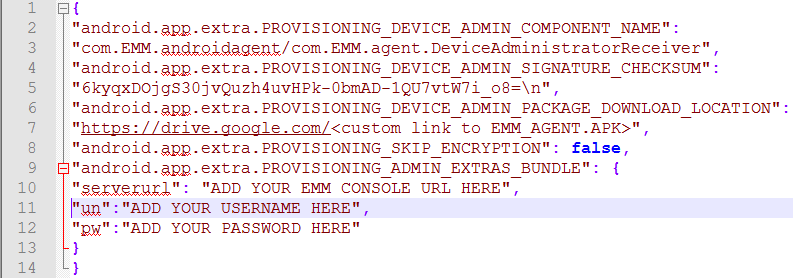 1 {
2 "android.app.extra.PROVISIONING_DEVICE_ADMIN_COMPONENT_NAME":
3 "com.EMM.androidagent/com.EMM.agent.DeviceAdministratorReceiver",
4 "android.app.extra.PROVISIONING_DEVICE_ADMIN_SIGNATURE_CHECKSUM":
5 "6kyqxDOjgS30jvQuzh4uvHPk-0bmAD-1QU7vtW7i_o8=\n",
6 "android.app.extra.PROVISIONING_DEVICE_ADMIN_PACKAGE_DOWNLOAD_LOCATION":
7 "https://drive.google.com/<custom link to EMM_AGENT.APK>",
8 "android.app.extra.PROVISIONING_SKIP_ENCRYPTION": false,
9 "android.app.extra.PROVISIONING_ADMIN_EXTRAS_BUNDLE": {
10 "serverurl": "ADD YOUR EMM CONSOLE URL HERE",
11 "un":"ADD YOUR USERNAME HERE",
12 "pw":"ADD YOUR PASSWORD HERE"
13 }
14 }